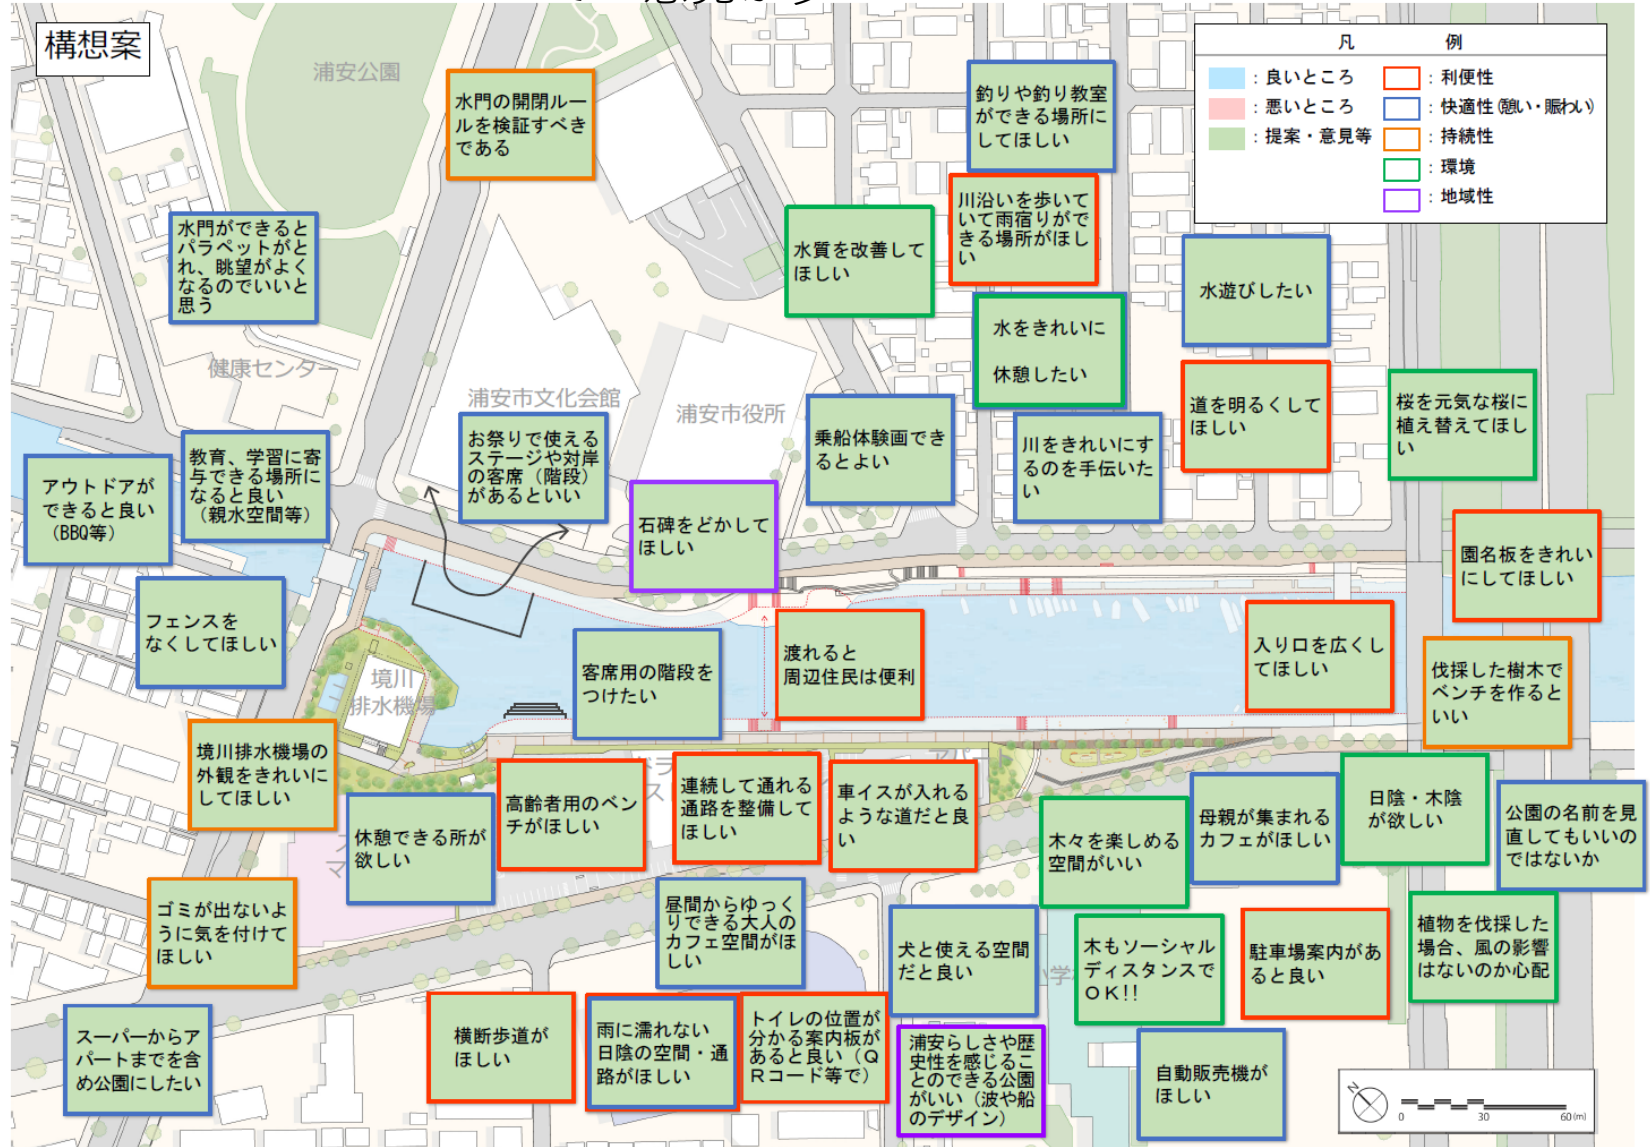 構想案
凡 例
: 良いところ
: 悪いところ
: 提案・意見等
: 利便性
: 快適性(憩い・賑わい)
: 持続性
: 環境
: 地域性
浦安公園
水門の開閉ルー
ルを検証すべき
である
釣りや釣り教室
ができる場所に
してほしい
川沿いを歩いて
いて雨宿りがで
きる場所がほし
い
水門ができると
パラペットがと
れ、眺望がよく
なるのでいいと
思う
水質を改善して
ほしい
水遊びしたい
水をきれいに
休憩したい
健康センター
浦安市文化会館
浦安市役所
道を明るくして
ほしい
桜を元気な桜に
植え替えてほし
い
乗船体験画でき
るとよい
川をきれいにす
るのを手伝いた
い
お祭りで使える
ステージや対岸
の客席（階段）
があるといい
教育、学習に寄
与できる場所に
なると良い
（親水空間等）
アウトドアが
できると良い
（BBQ等）
石碑をどかして
ほしい
園名板をきれい
にしてほしい
フェンスを
なくしてほしい
客席用の階段を
つけたい
渡れると
周辺住民は便利
入り口を広くし
てほしい
伐採した樹木で
ベンチを作ると
いい
境川
排水機場
境川排水機場の
外観をきれいに
してほしい
休憩できる所が
欲しい
高齢者用のベン
チがほしい
連続して通れる
通路を整備して
ほしい
車イスが入れる
ような道だと良
い
木々を楽しめる
空間がいい
母親が集まれる
カフェがほしい
日陰・木陰
が欲しい
公園の名前を見
直してもいいの
ではないか
ゴミが出ないよ
うに気を付けて
ほしい
昼間からゆっく
りできる大人の
カフェ空間がほ
しい
犬と使える空間
だと良い
木もソーシャル
ディスタンスで
ＯＫ!!
駐車場案内があ
ると良い
植物を伐採した
場合、風の影響
はないのか心配
スーパーからア
パートまでを含
め公園にしたい
横断歩道が
ほしい
雨に濡れない
日陰の空間・通
路がほしい
トイレの位置が
分かる案内板が
あると良い（Ｑ
Ｒコード等で）
浦安らしさや歴
史性を感じるこ
とのできる公園
がいい（波や船
のデザイン）
自動販売機が
ほしい
N
0 30 60(m)